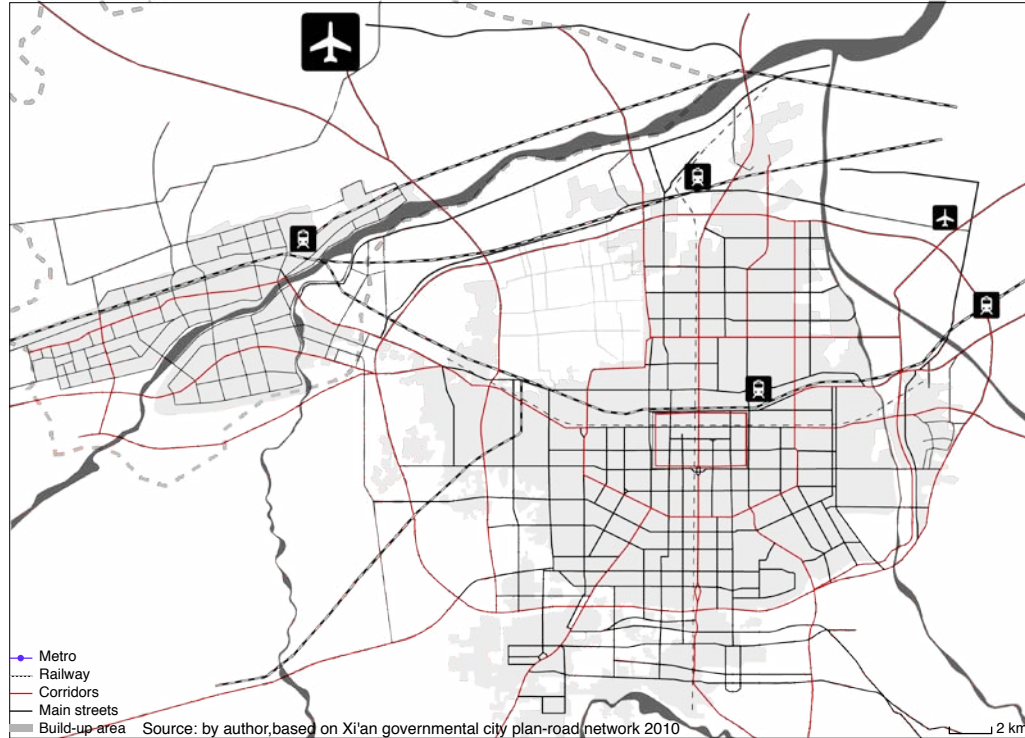 Metro
Railway
Corridors
Main streets
Build-up area
Source: by author,based on Xi'an governmental city plan-road network 2010
2 km